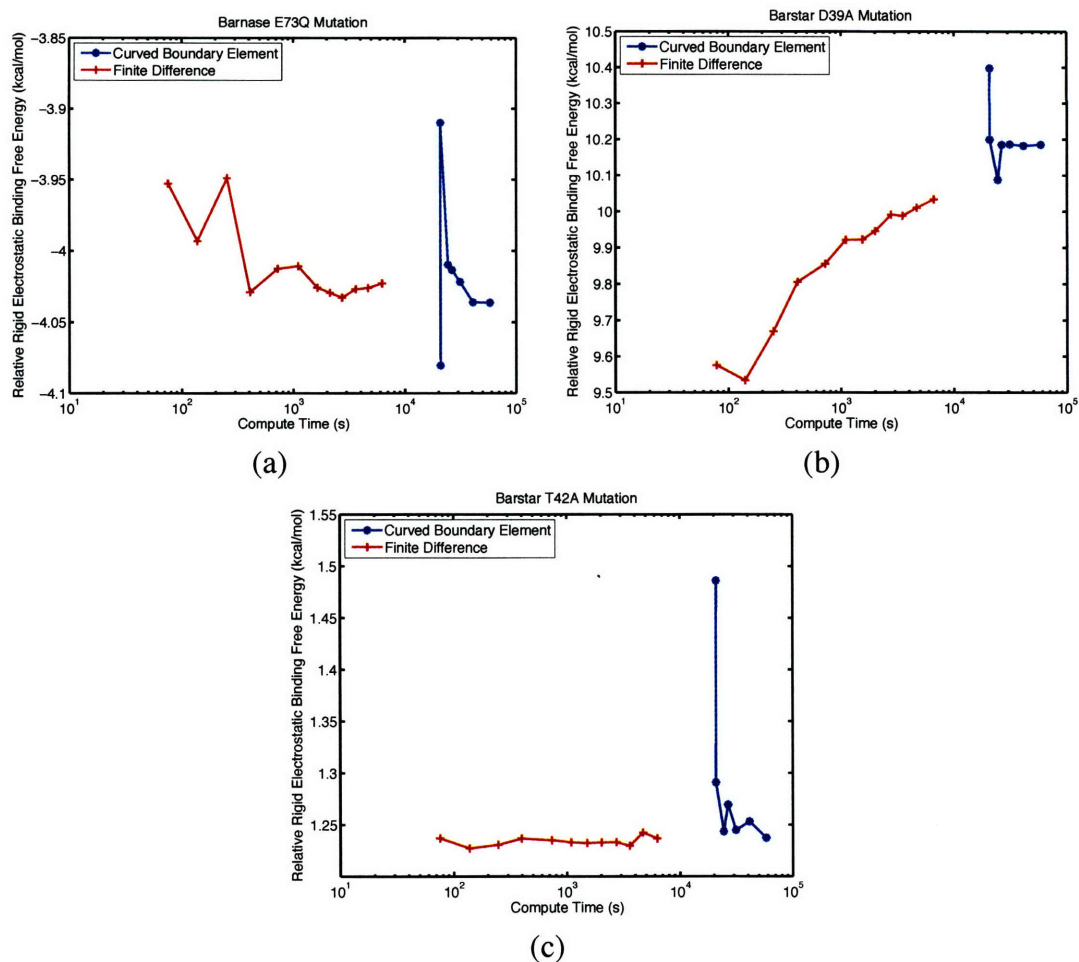 Barnase E73Q Mutation
Relative Rigid Electrostatic Binding Free Energy (kcal/mol)
−3.85
−3.9
−3.95
−4
−4.05
−4.1
Curved Boundary Element
Finite Difference
10^1
10^2
10^3
10^4
10^5
Compute Time (s)
(a)
Barstar D39A Mutation
Relative Rigid Electrostatic Binding Free Energy (kcal/mol)
10.5
10.4
10.3
10.2
10.1
10
9.9
9.8
9.7
9.6
9.5
Curved Boundary Element
Finite Difference
10^1
10^2
10^3
10^4
10^5
Compute Time (s)
(b)
Barstar T42A Mutation
Relative Rigid Electrostatic Binding Free Energy (kcal/mol)
1.55
1.5
1.45
1.4
1.35
1.3
1.25
Curved Boundary Element
Finite Difference
10^1
10^2
10^3
10^4
10^5
Compute Time (s)
(c)